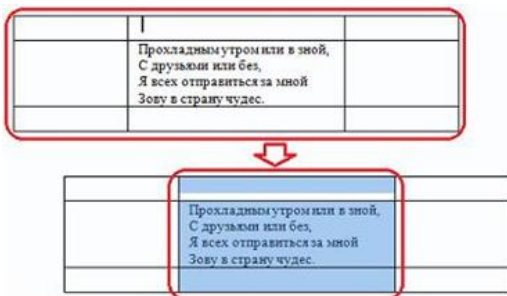 Прохладным утром или в зной,
С друзьями или без,
Я всех отправиться за мной
Зову в страну чудес.
Прохладным утром или в зной,
С друзьями или без,
Я всех отправиться за мной
Зову в страну чудес.